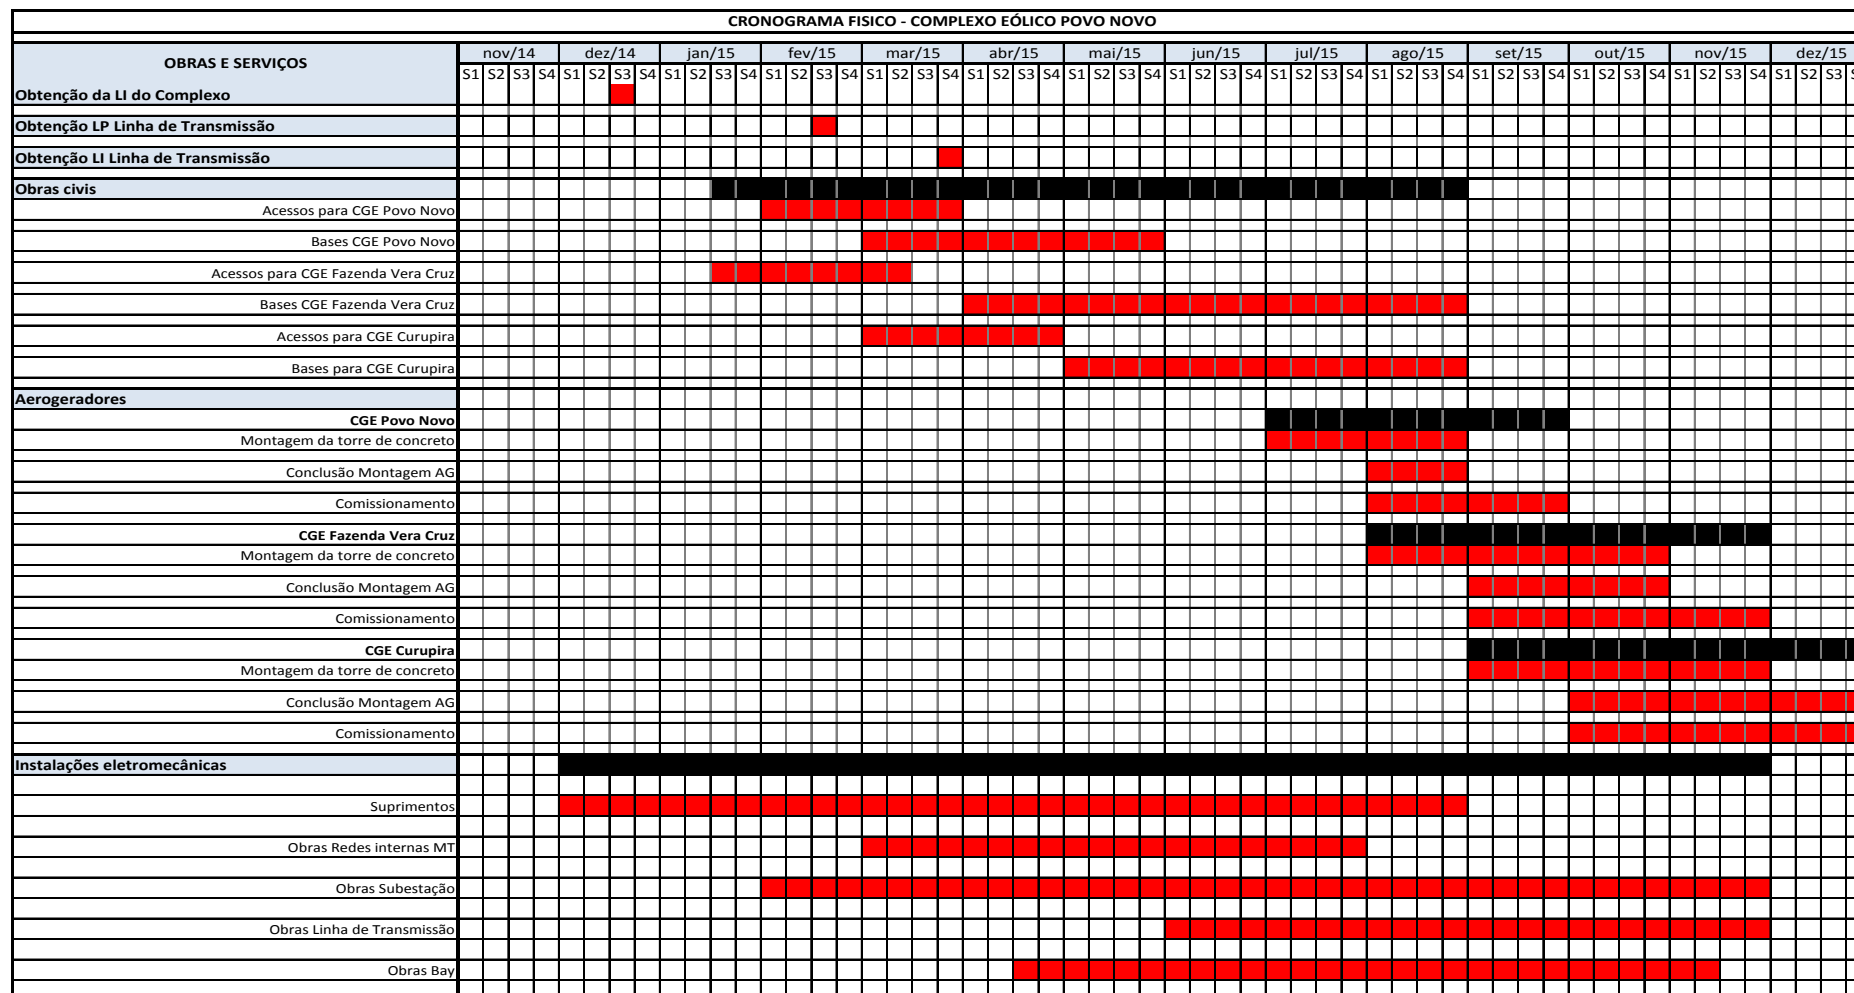 CRONOGRAMA FISICO - COMPLEXO EÓLICO POVO NOVO
OBRAS E SERVIÇOS
nov/14 dez/14 jan/15 fev/15 mar/15 abr/15 mai/15 jun/15 jul/15 ago/15 set/15 out/15 nov/15 dez/15
S1 S2 S3 S4 S1 S2 S3 S4 S1 S2 S3 S4 S1 S2 S3 S4 S1 S2 S3 S4 S1 S2 S3 S4 S1 S2 S3 S4 S1 S2 S3 S4 S1 S2 S3 S4 S1 S2 S3 S4 S1 S2 S3 S4 S1 S2 S3 S4 S1 S2 S3 S4 S1 S2 S3
Obtenção da LI do Complexo
Obtenção LP Linha de Transmissão
Obtenção LI Linha de Transmissão
Obras civis
Acessos para CGE Povo Novo
Bases CGE Povo Novo
Acessos para CGE Fazenda Vera Cruz
Bases CGE Fazenda Vera Cruz
Acessos para CGE Curupira
Bases para CGE Curupira
Aerogeradores
CGE Povo Novo
Montagem da torre de concreto
Conclusão Montagem AG
Comissionamento
CGE Fazenda Vera Cruz
Montagem da torre de concreto
Conclusão Montagem AG
Comissionamento
CGE Curupira
Montagem da torre de concreto
Conclusão Montagem AG
Comissionamento
Instalações eletromecânicas
Suprimentos
Obras Redes internas MT
Obras Subestação
Obras Linha de Transmissão
Obras Bay